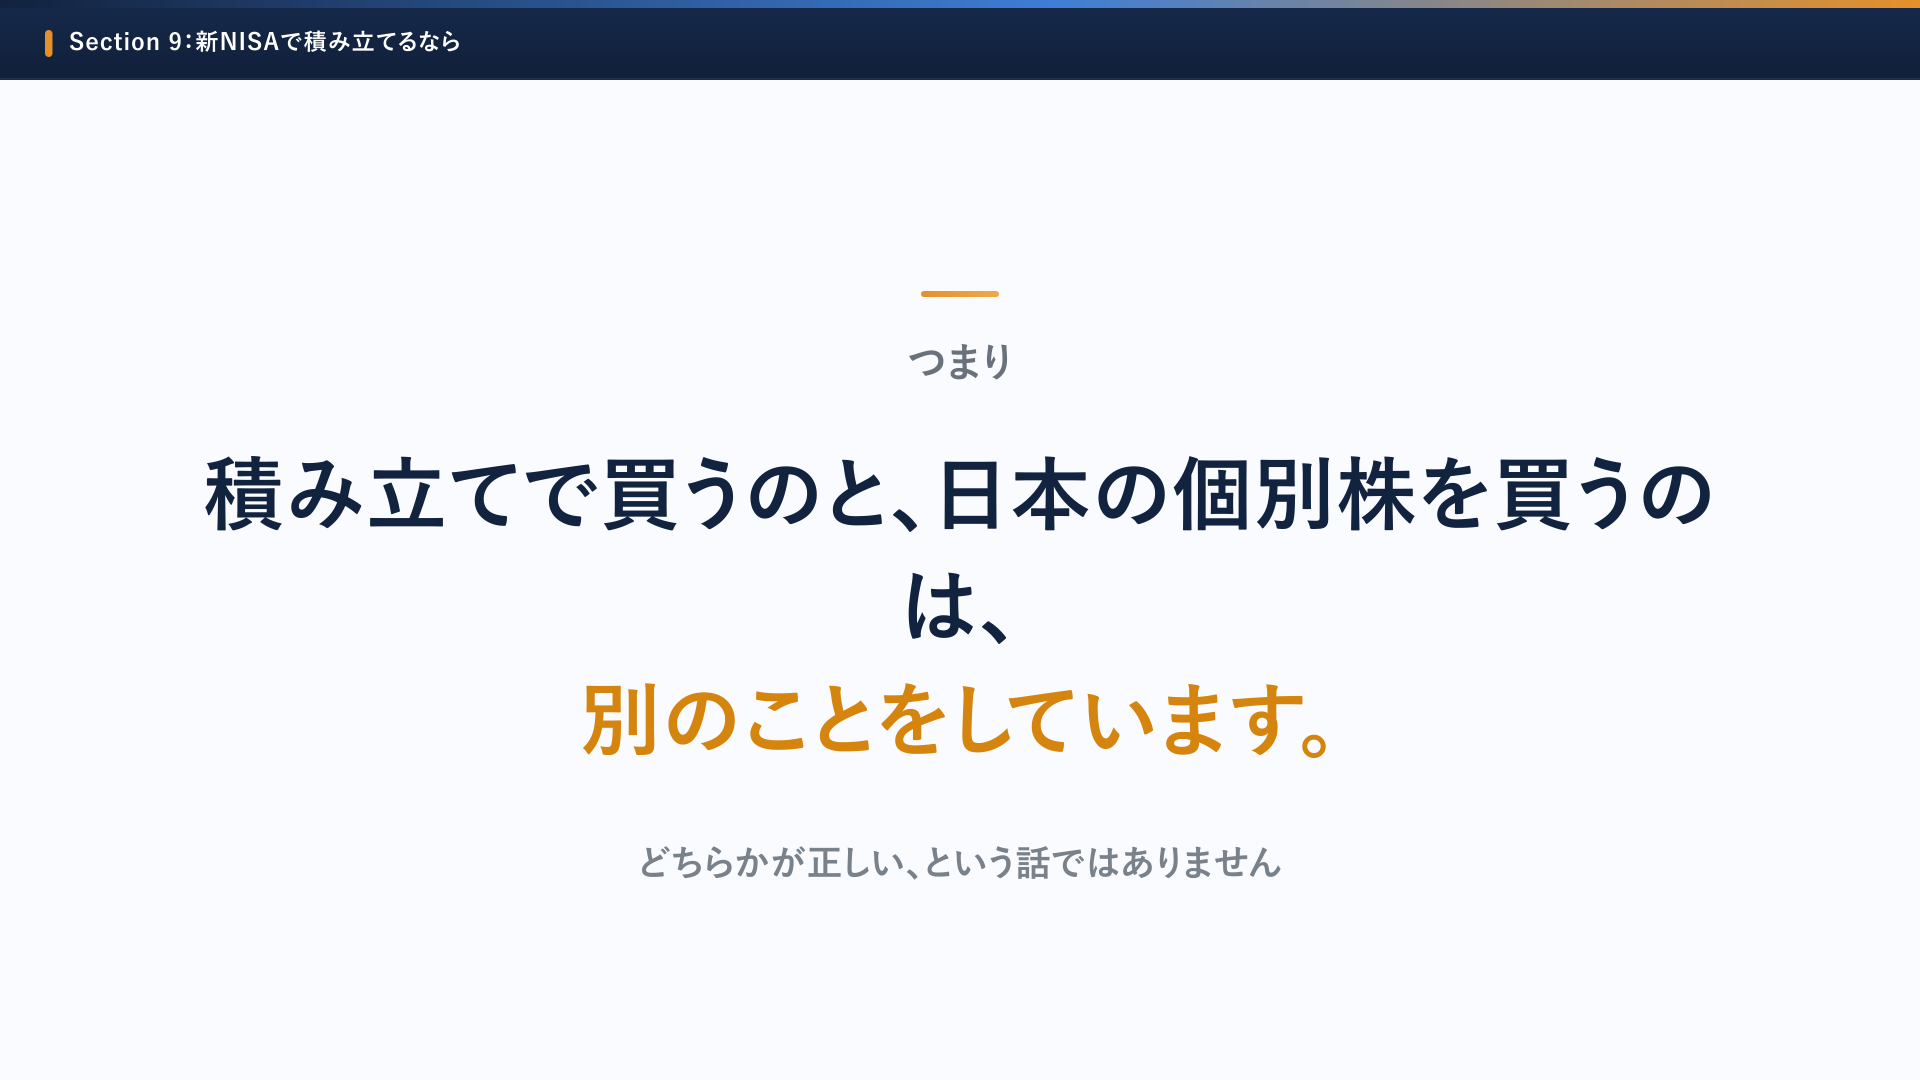 Section 9：新NISAで積み立てるなら
つまり
積み立てで買うのと、日本の個別株を買うの
は、
別のことをしています。
どちらかが正しい、という話ではありません